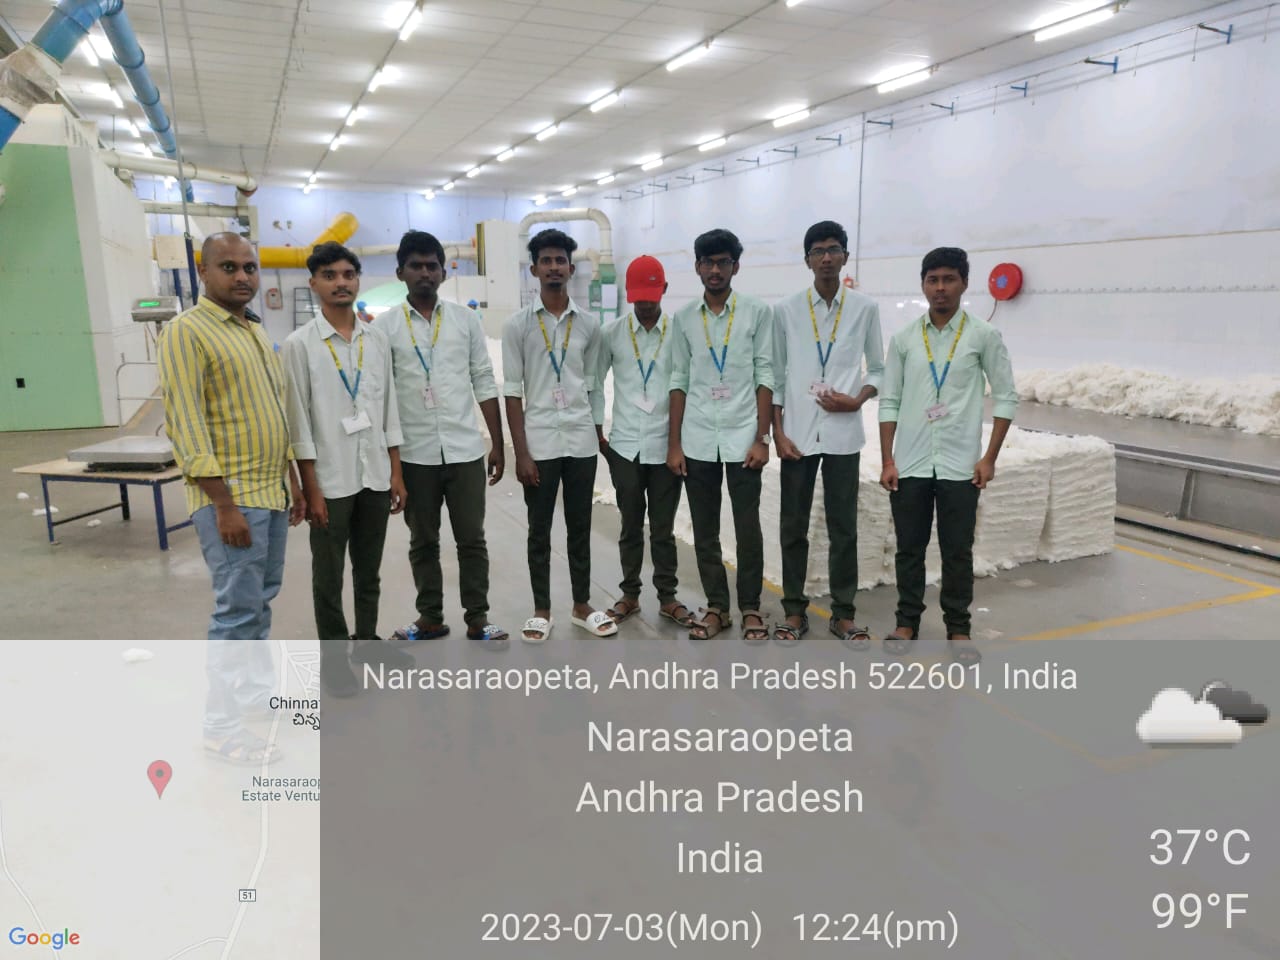 Narasaraopeta, Andhra Pradesh 522601, India
Narasaraopeta
Andhra Pradesh
India
2023-07-03(Mon) 12:24(pm)
37°C
99°F
Chinna
చిన్న
Narasaraop
Estate Ventu
51
Google